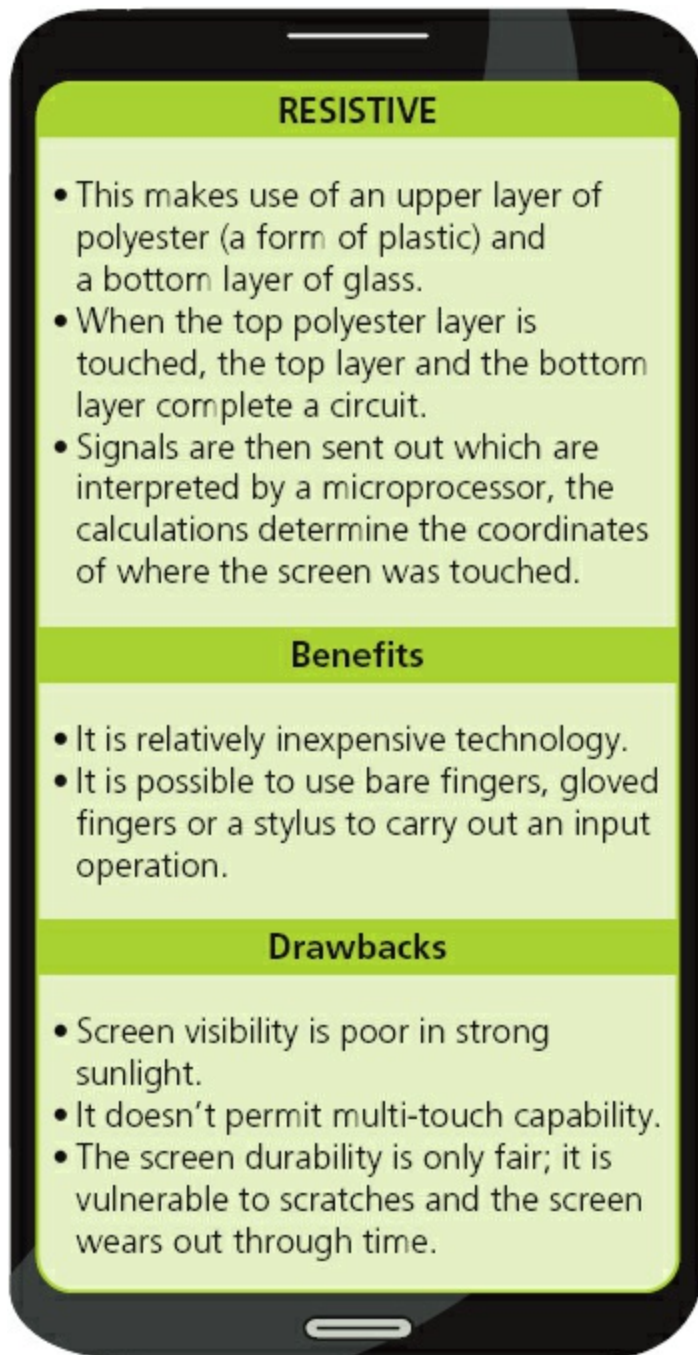 RESISTIVE
• This makes use of an upper layer of
polyester (a form of plastic) and
a bottom layer of glass.
• When the top polyester layer is
touched, the top layer and the bottom
layer complete a circuit.
• Signals are then sent out which are
interpreted by a microprocessor, the
calculations determine the coordinates
of where the screen was touched.
Benefits
• It is relatively inexpensive technology.
• It is possible to use bare fingers, gloved
fingers or a stylus to carry out an input
operation.
Drawbacks
• Screen visibility is poor in strong
sunlight.
• It doesn't permit multi-touch capability.
• The screen durability is only fair; it is
vulnerable to scratches and the screen
wears out through time.